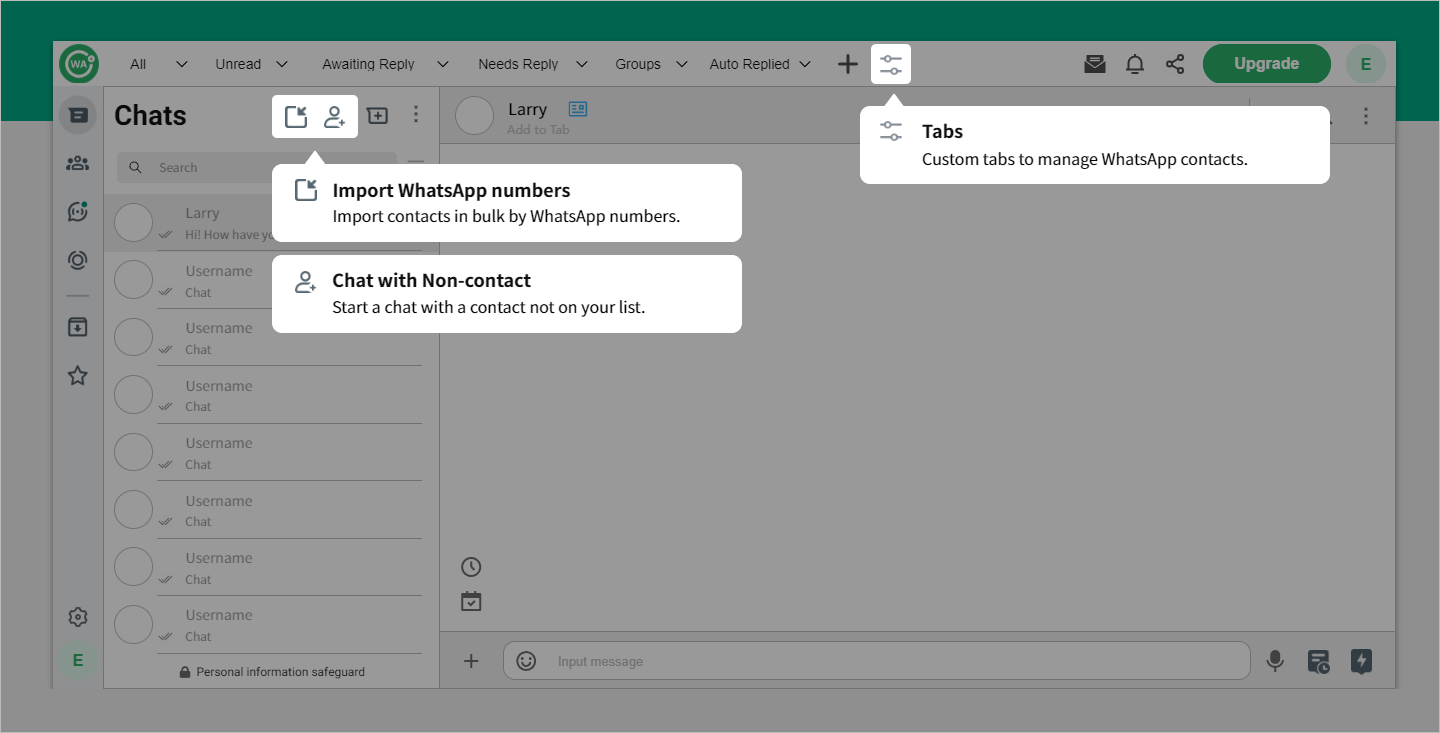 WA
All
Unread
Awaiting Reply
Needs Reply
Groups
Auto Replied
Upgrade
E
Chats
Larry
Add to Tab
Tabs
Custom tabs to manage WhatsApp contacts.
Search
Import WhatsApp numbers
Import contacts in bulk by WhatsApp numbers.
Larry
Hi! How have
Chat with Non-contact
Start a chat with a contact not on your list.
Username
Chat
Username
Chat
Username
Chat
Username
Chat
Username
Chat
Username
Chat
Username
Chat
E
Personal information safeguard
Input message